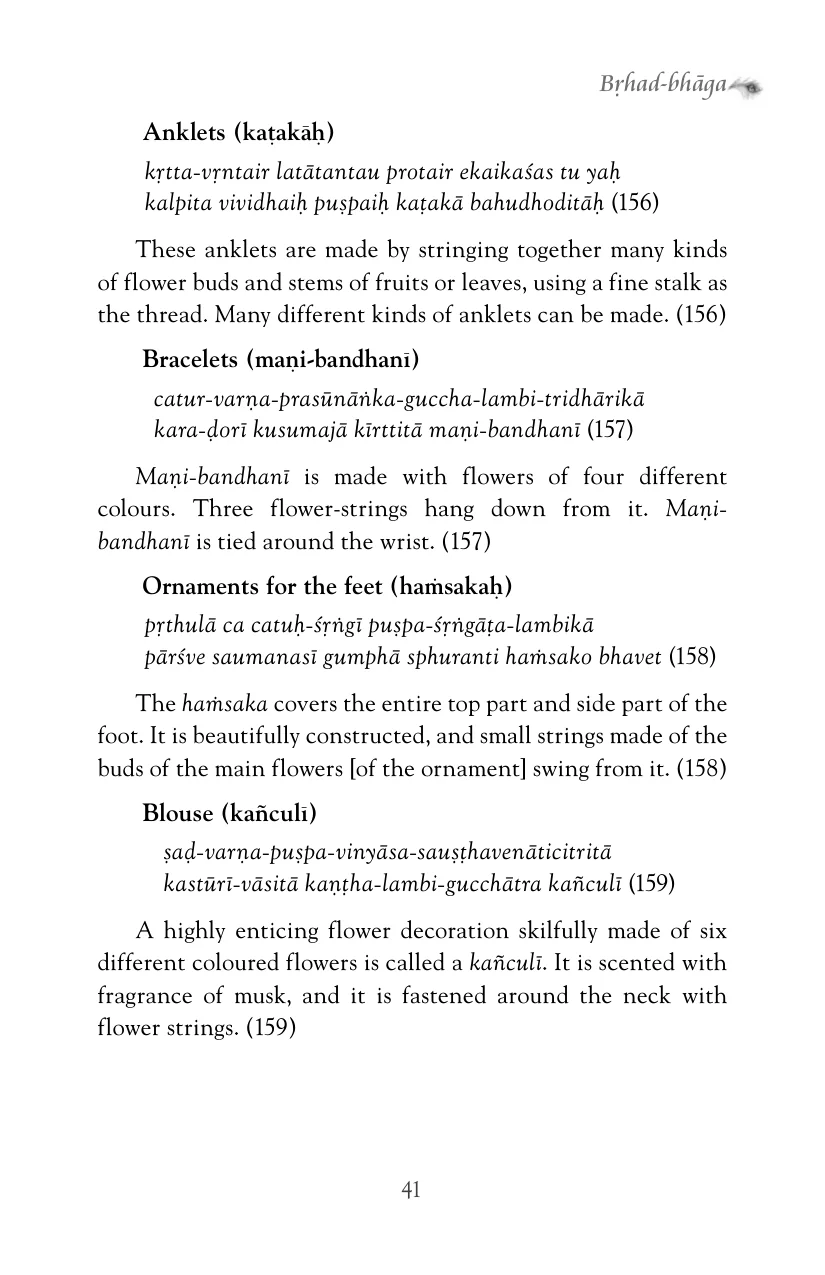 Bṛhad-bhāga
Anklets (kaṭakāḥ)
kṛtta-vṛntair latātantau protair ekaikaśas tu yaḥ
kalpita vividhaiḥ puṣpaiḥ kaṭakā bahudhoditāḥ (156)
These anklets are made by stringing together many kinds
of flower buds and stems of fruits or leaves, using a fine stalk as
the thread. Many different kinds of anklets can be made. (156)
Bracelets (maṇi-bandhanī)
catur-varṇa-prasūnāṅka-guccha-lambi-tridhārikā
kara-ḍorī kusumajā kīrttitā maṇi-bandhanī (157)
Maṇi-bandhanī is made with flowers of four different
colours. Three flower-strings hang down from it. Maṇi-
bandhanī is tied around the wrist. (157)
Ornaments for the feet (haṁsakaḥ)
pṛthulā ca catuḥ-śṛṅgī puṣpa-śṛṅgāṭa-lambikā
pārśve saumanasī gumphā sphuranti haṁsako bhavet (158)
The haṁsaka covers the entire top part and side part of the
foot. It is beautifully constructed, and small strings made of the
buds of the main flowers [of the ornament] swing from it. (158)
Blouse (kañculī)
ṣaḍ-varṇa-puṣpa-vinyāsa-sauṣṭhavenāticitritā
kastūrī-vāsitā kaṇṭha-lambi-gucchātra kañculī (159)
A highly enticing flower decoration skilfully made of six
different coloured flowers is called a kañculī. It is scented with
fragrance of musk, and it is fastened around the neck with
flower strings. (159)
41